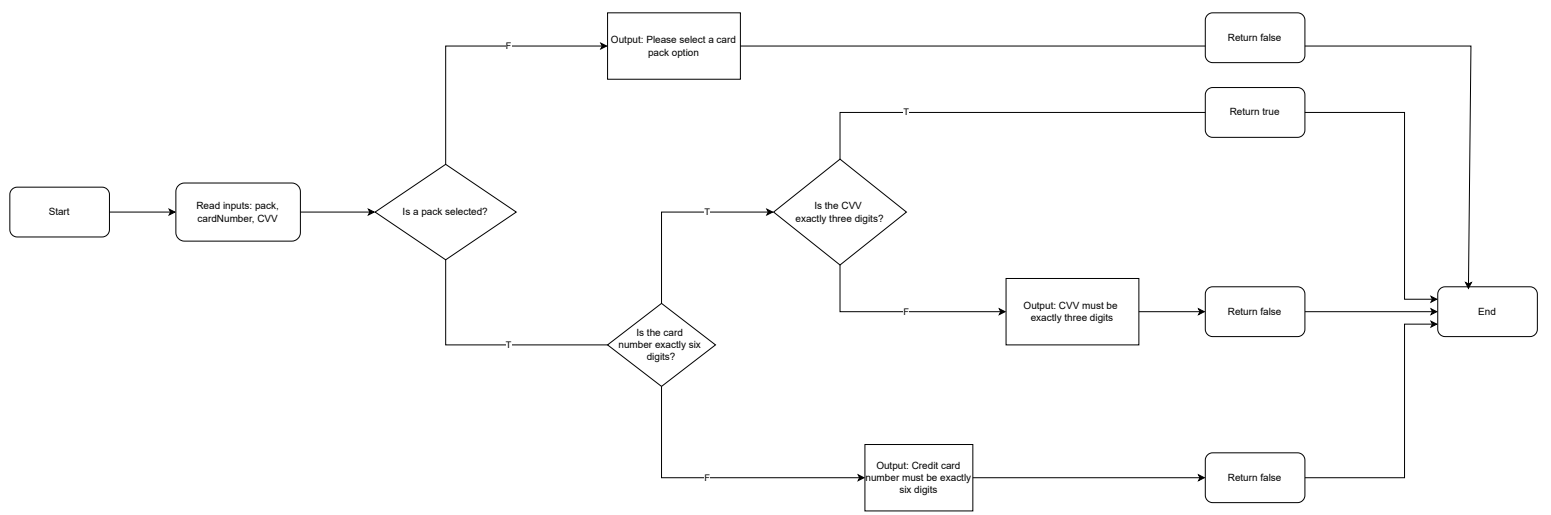 F
Output: Please select a card
pack option
Return false
T
Return true
Start
Read inputs: pack,
cardNumber, CVV
Is a pack selected?
T
Is the CVV
exactly three digits?
T
Is the card
number exactly six
digits?
F
Output: CVV must be
exactly three digits
Return false
End
F
Output: Credit card
number must be exactly
six digits
Return false